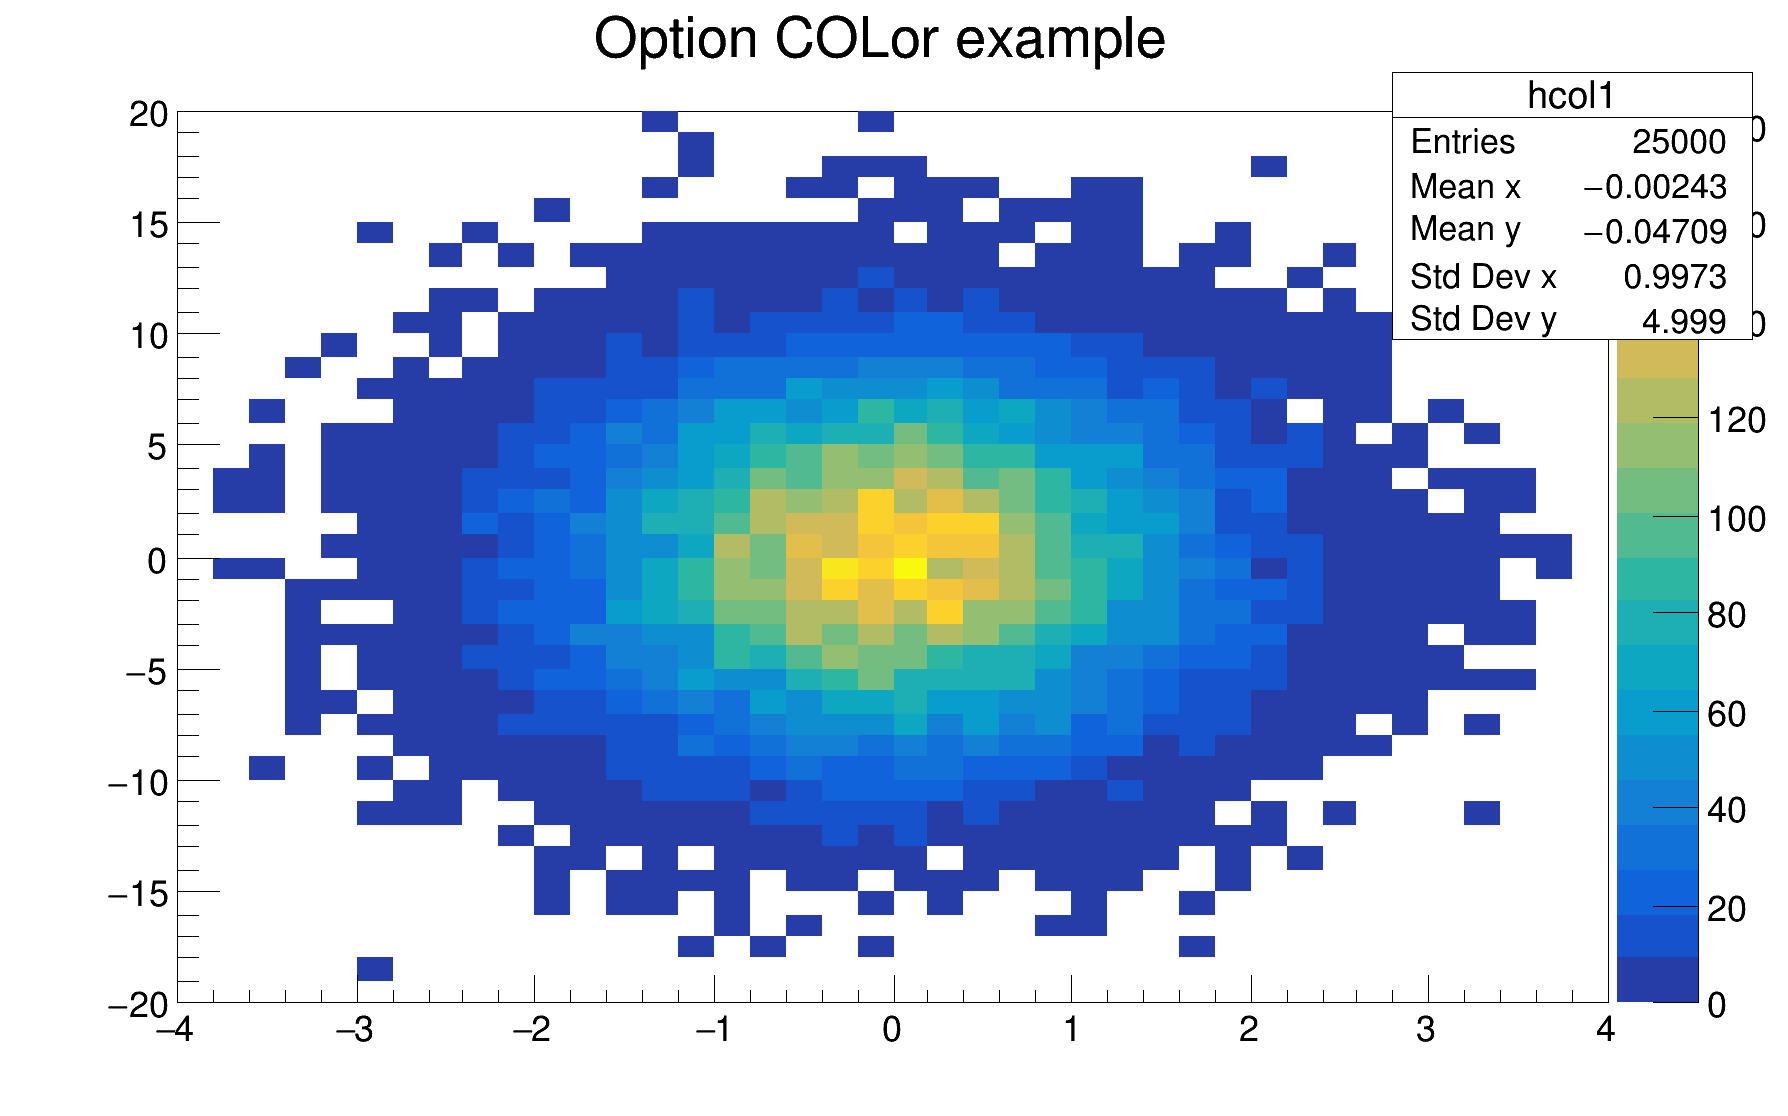 Option COLor example
hcol1
Entries 25000
Mean x −0.00243
Mean y −0.04709
Std Dev x 0.9973
Std Dev y 4.999
20
15
10
5
0
−5
−10
−15
−20
−4 −3 −2 −1 0 1 2 3 4
120
100
80
60
40
20
0